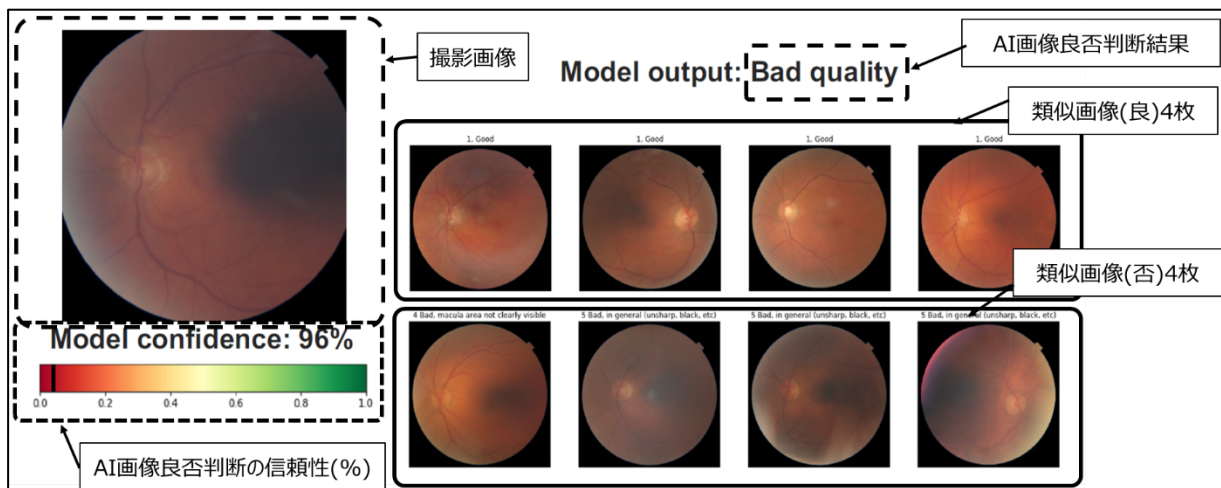 撮影画像
AI画像良否判断結果
Model output: Bad quality
類似画像(良)4枚
1. Good
1. Good
1. Good
1. Good
類似画像(否)4枚
4 Bad, macula area not clearly visible
5 Bad, in general (unsharp, black, etc)
5 Bad, in general (unsharp, black, etc)
5 Bad, in general (unsharp, black, etc)
Model confidence: 96%
0.0 0.2 0.4 0.6 0.8 1.0
AI画像良否判断の信頼性(%)